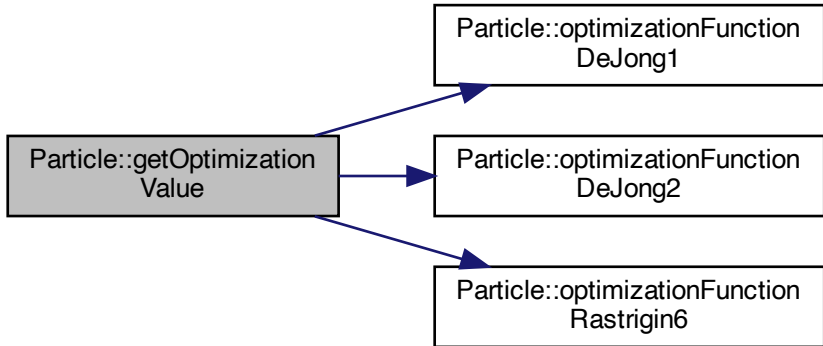 Particle::optimizationFunction
DeJong1
Particle::getOptimization
Value
Particle::optimizationFunction
DeJong2
Particle::optimizationFunction
Rastrigin6